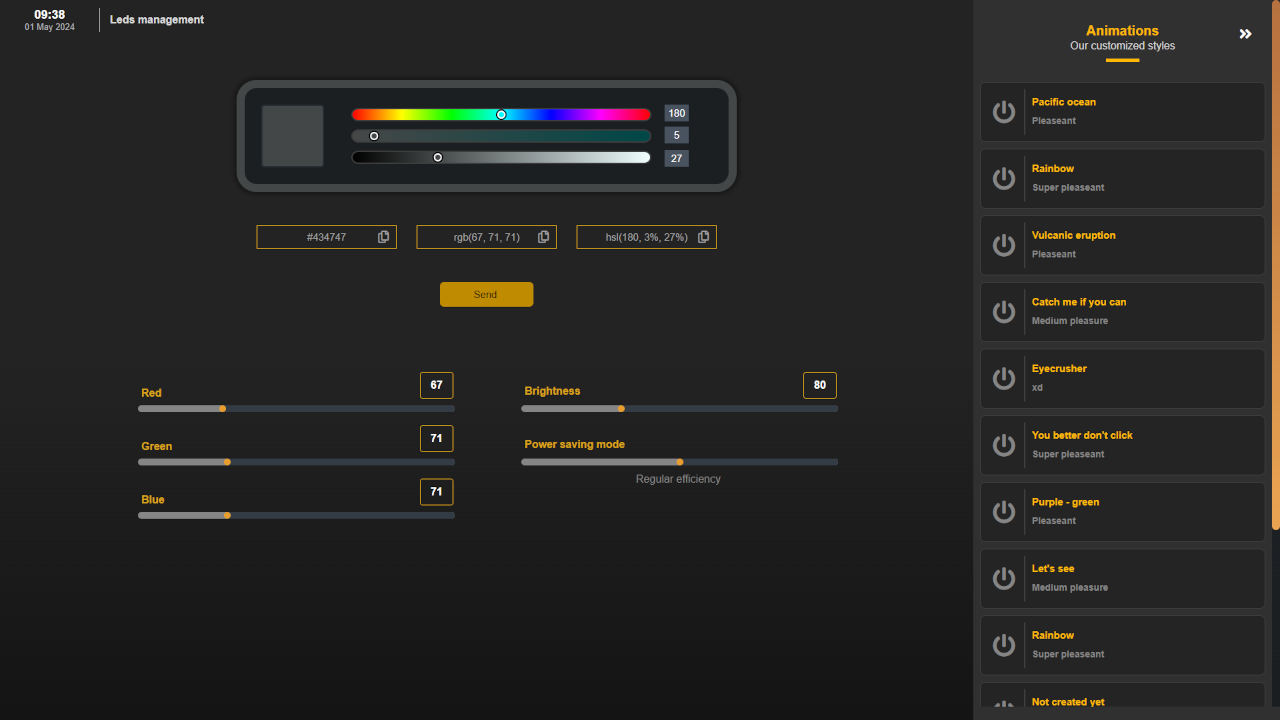 09:38
01 May 2024
Leds management
180
5
27
#434747
rgb(67, 71, 71)
hsl(180, 3%, 27%)
Send
Red
67
Green
71
Blue
71
Brightness
80
Power saving mode
Regular efficiency
Animations
Our customized styles
Pacific ocean
Pleaseant
Rainbow
Super pleaseant
Vulcanic eruption
Pleaseant
Catch me if you can
Medium pleasure
Eyecrusher
xd
You better don't click
Super pleaseant
Purple - green
Pleaseant
Let's see
Medium pleasure
Rainbow
Super pleaseant
Not created yet